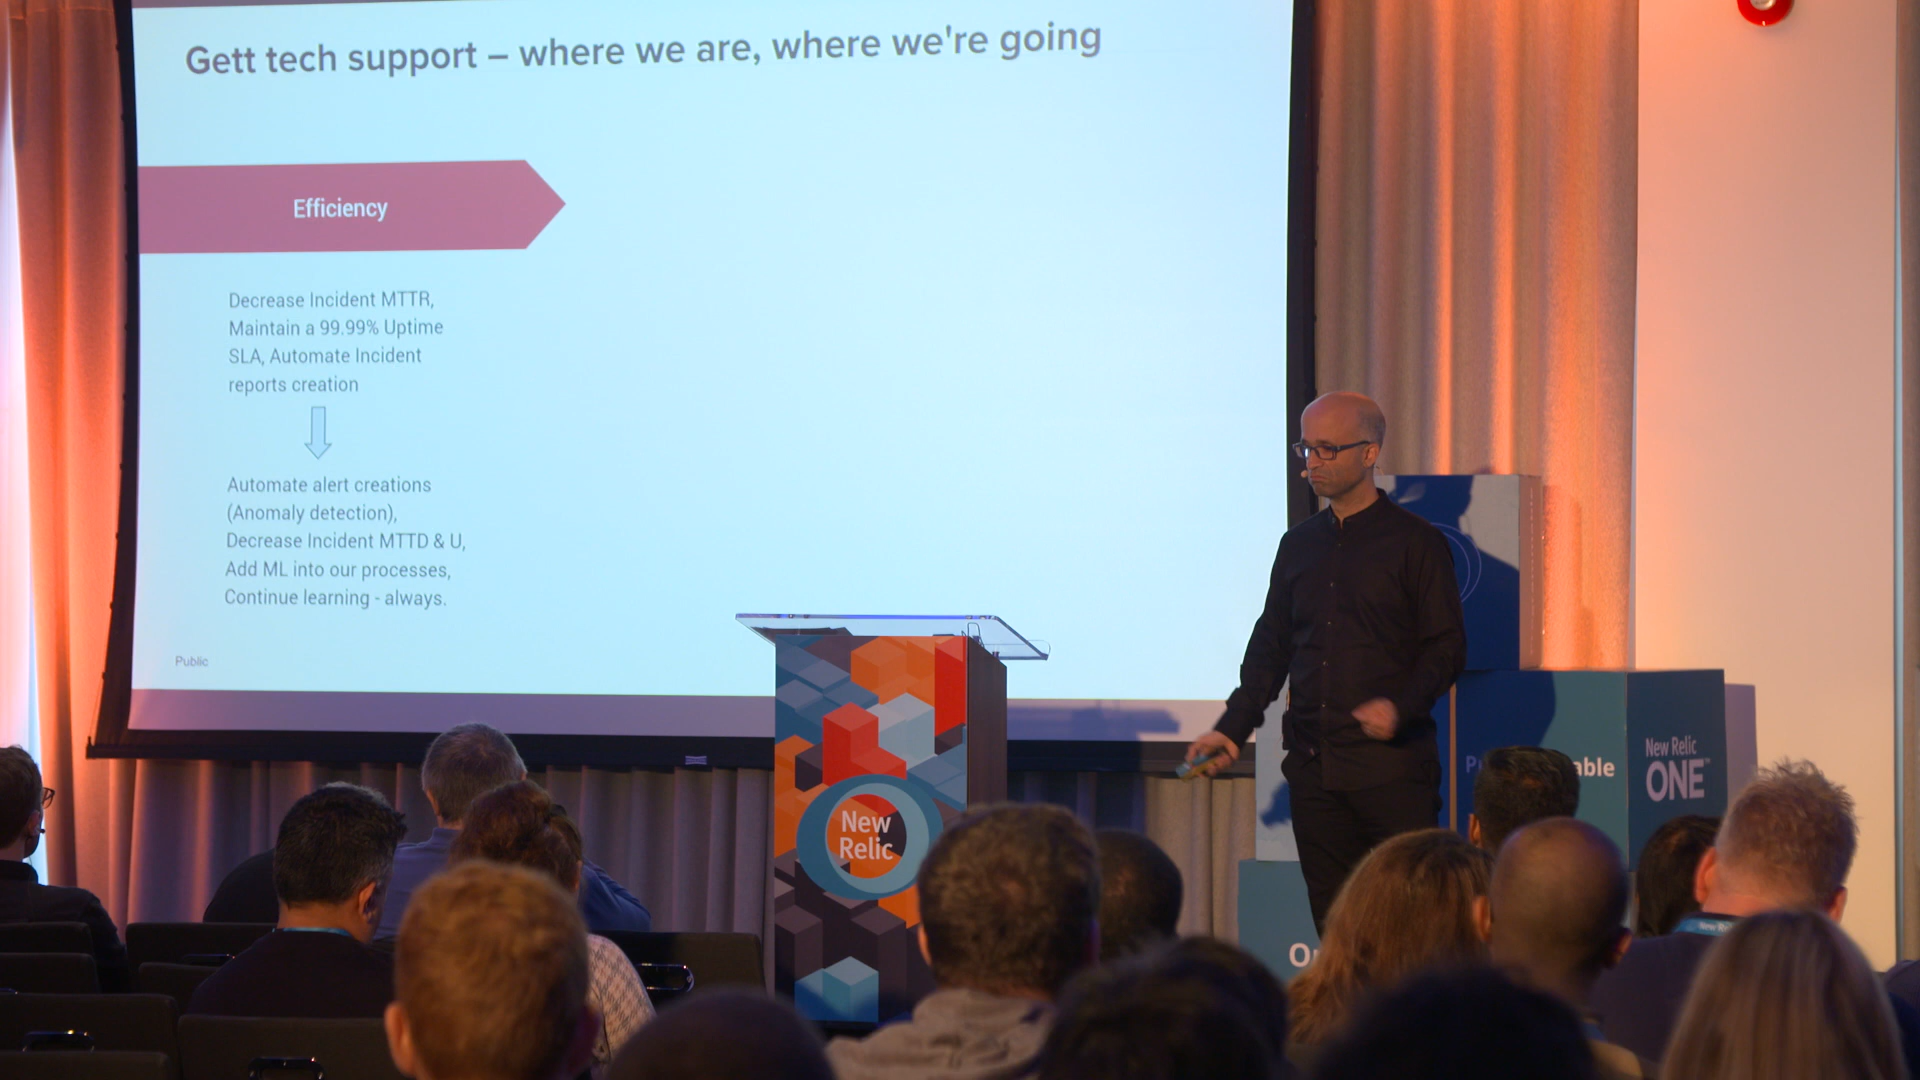 Gett tech support – where we are, where we're going
Efficiency
Decrease Incident MTTR,
Maintain a 99.99% Uptime
SLA, Automate Incident
reports creation
Automate alert creations
(Anomaly detection),
Decrease Incident MTTD & U,
Add ML into our processes,
Continue learning - always.
Public
New
Relic
New Relic
ONE